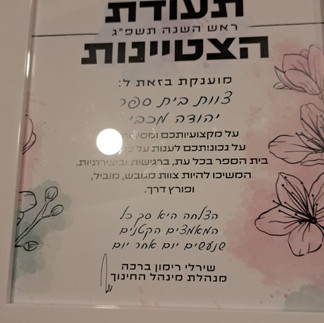 תעודת
ראש השנה תשפ"ג
הצטיינות
מוענקת בזאת ל:
צוות בית ספר
יהודה מכבי
על מקצועיותכם
על נכונותכם לענות על
בית הספר בכל עת, ברגישות וביצירתיות.
המשיכו להיות צוות מגובש, מוביל,
ופורץ דרך.
הצלחה היא סך כל
המאמצים הקטנים
שנעשים יום אחר יום
שירלי רימון ברכה
מנהלת מינהל החינוך